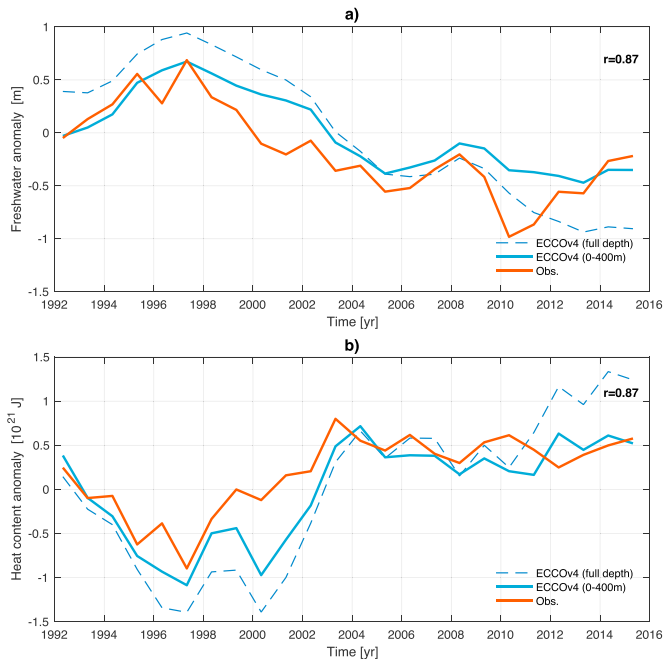 a)
1
0.5
0
-0.5
-1
-1.5
Freshwater anomaly [m]
r=0.87
ECCOv4 (full depth)
ECCOv4 (0-400m)
Obs.
1992 1994 1996 1998 2000 2002 2004 2006 2008 2010 2012 2014 2016
Time [yr]
b)
1.5
1
0.5
0
-0.5
-1
-1.5
Heat content anomaly [10^21 J]
r=0.87
ECCOv4 (full depth)
ECCOv4 (0-400m)
Obs.
1992 1994 1996 1998 2000 2002 2004 2006 2008 2010 2012 2014 2016
Time [yr]